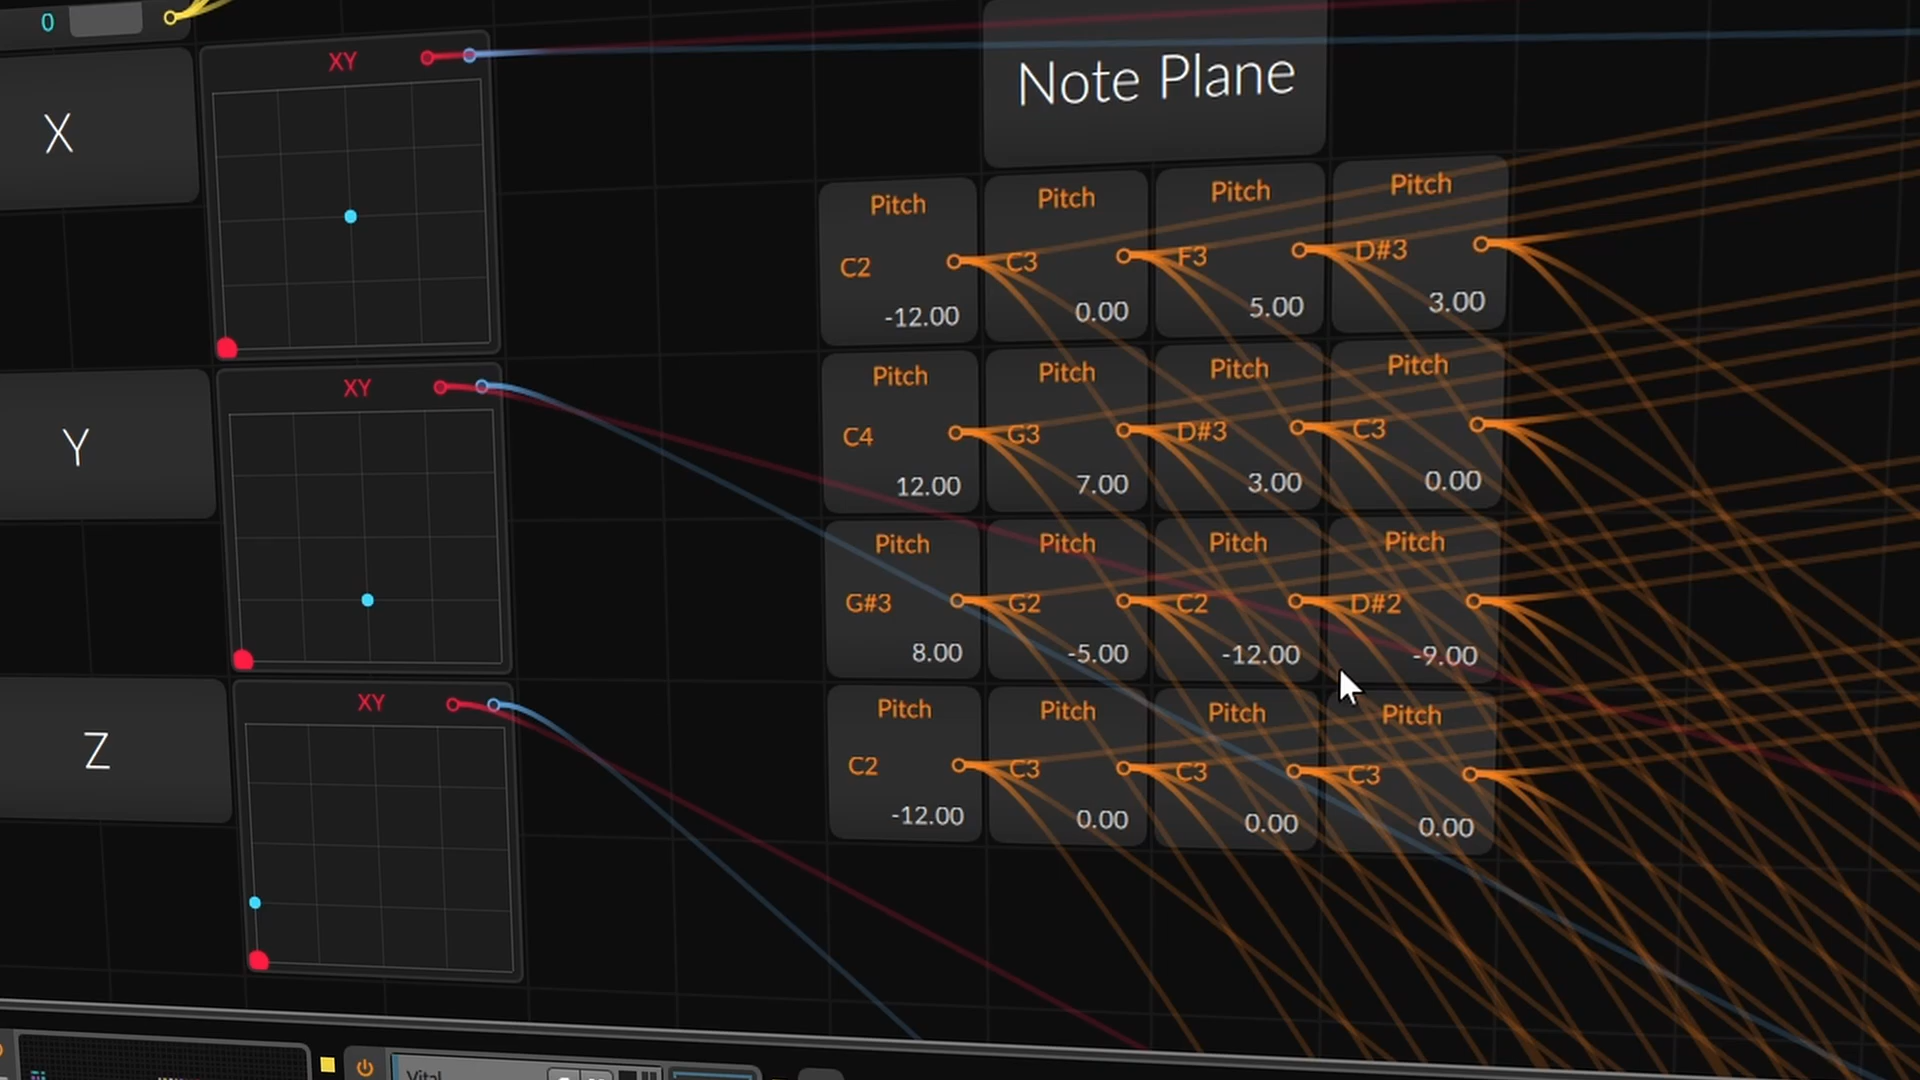 0
X
XY
Note Plane
Pitch Pitch Pitch Pitch
C2 C3 F3 D#3
-12.00 0.00 5.00 3.00
Y
XY
Pitch Pitch Pitch Pitch
C4 G3 D#3 C3
12.00 7.00 3.00 0.00
Pitch Pitch Pitch Pitch
G#3 G2 C2 D#2
8.00 -5.00 -12.00 -9.00
Z
XY
Pitch Pitch Pitch Pitch
C2 C3 C3 C3
-12.00 0.00 0.00 0.00
Vital